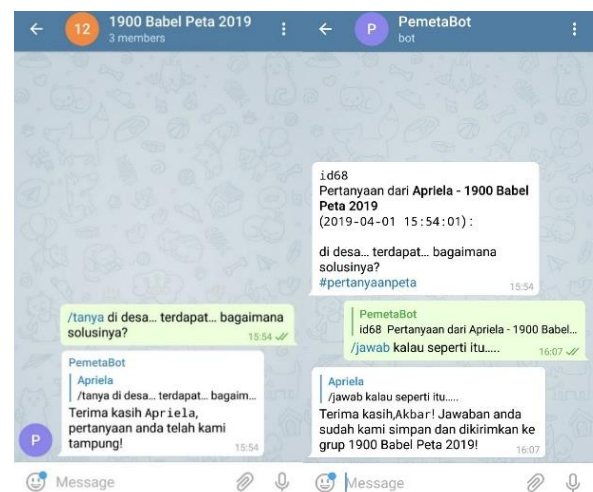 12
1900 Babel Peta 2019
3 members
/tanya di desa... terdapat... bagaimana
solusinya?
15:54
PemetaBot
Apriela
/tanya di desa... terdapat... bagaim...
Terima kasih Apriela,
pertanyaan anda telah kami
tampung!
15:54
P
Message
P
PemetaBot
bot
id68
Pertanyaan dari Apriela - 1900 Babel
Peta 2019
(2019-04-01 15:54:01):
di desa... terdapat... bagaimana
solusinya?
#pertanyaanpeta
15:54
PemetaBot
id68 Pertanyaan dari Apriela - 1900 Babel...
/jawab kalau seperti itu.....
16:07
Apriela
/jawab kalau seperti itu.....
Terima kasih,Akbar! Jawaban anda
sudah kami simpan dan dikirimkan ke
grup 1900 Babel Peta 2019!
16:07
Message